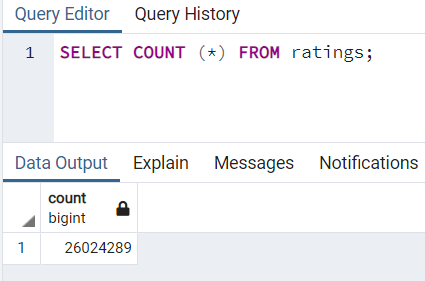 Query Editor Query History
1 SELECT COUNT (*) FROM ratings;
Data Output Explain Messages Notifications
count
bigint
1 26024289